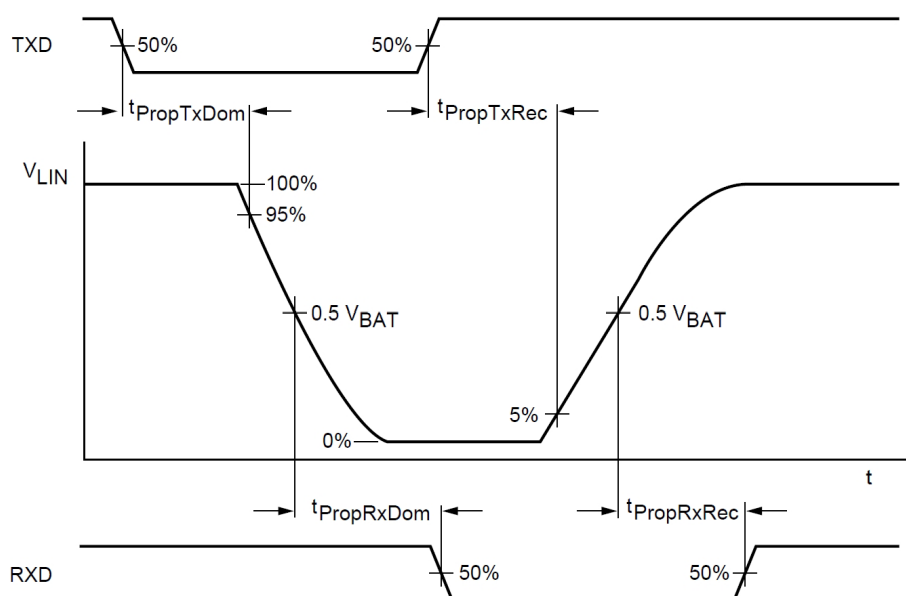 TXD
50%
50%
tPropTxDom
tPropTxRec
VLIN
100%
95%
0.5 VBAT
0.5 VBAT
5%
0%
t
tPropRxDom
tPropRxRec
RXD
50%
50%